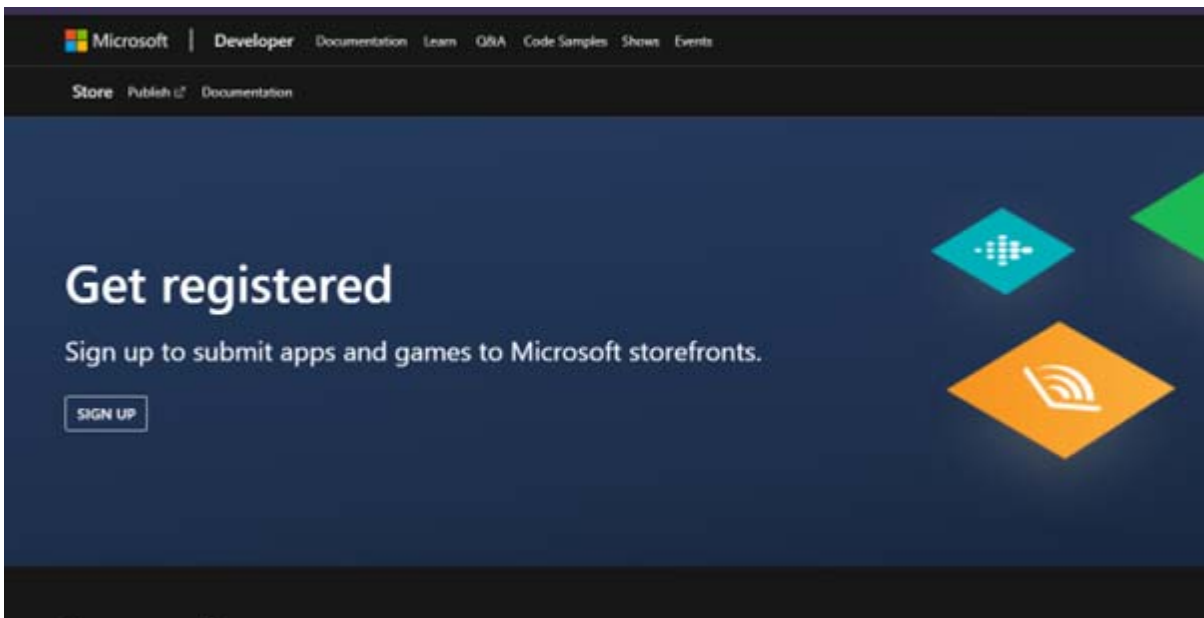 Microsoft | Developer Documentation Learn Q&A Code Samples Shows Events
Store Publish Documentation
Get registered
Sign up to submit apps and games to Microsoft storefronts.
SIGN UP